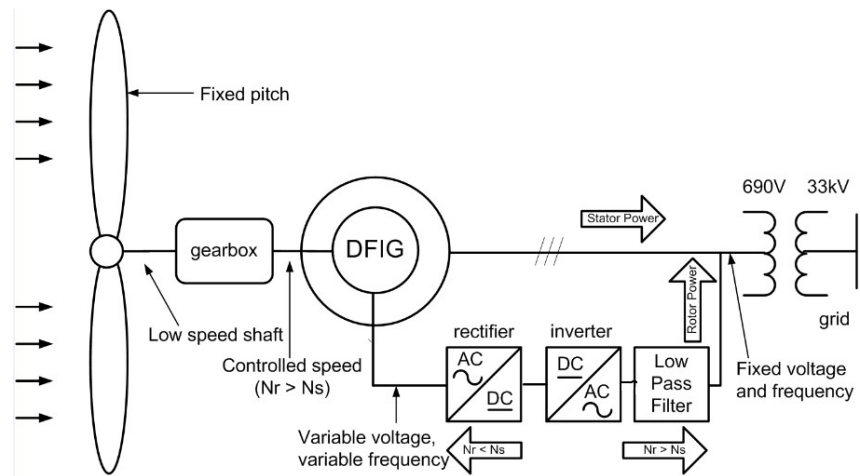 Fixed pitch
690V
33kV
Stator Power
gearbox
DFIG
Low speed shaft
Controlled speed
(Nr > Ns)
Rotor Power
grid
rectifier
inverter
AC
DC
DC
AC
Low
Pass
Filter
Fixed voltage
and frequency
Variable voltage,
variable frequency
Nr < Ns
Nr > Ns